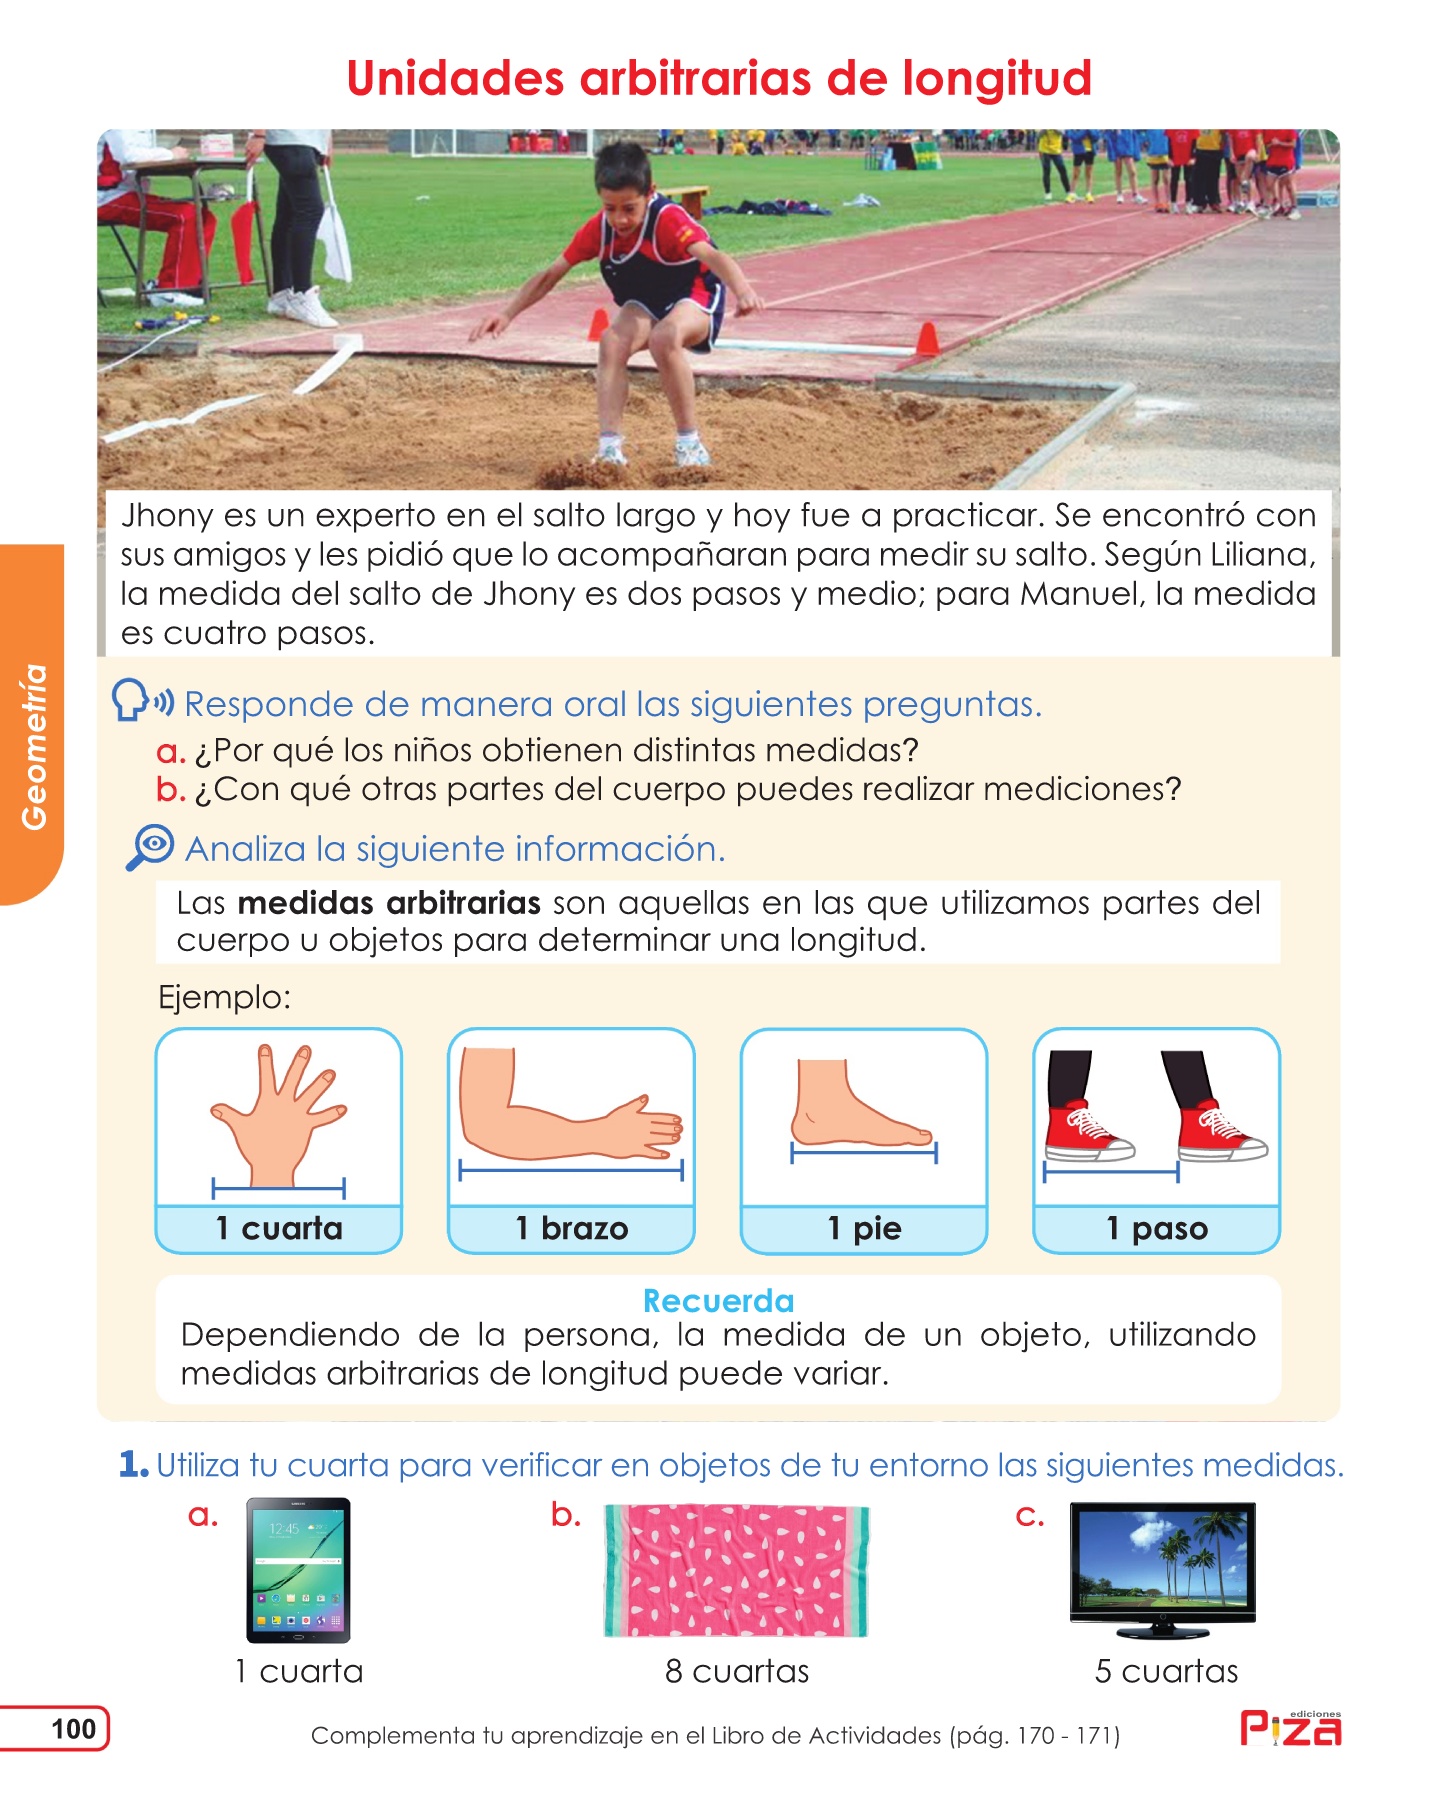 Unidades arbitrarias de longitud
Jhony es un experto en el salto largo y hoy fue a practicar. Se encontró con
sus amigos y les pidió que lo acompañaran para medir su salto. Según Liliana,
la medida del salto de Jhony es dos pasos y medio; para Manuel, la medida
es cuatro pasos.
Geometría
Responde de manera oral las siguientes preguntas.
a. ¿Por qué los niños obtienen distintas medidas?
b. ¿Con qué otras partes del cuerpo puedes realizar mediciones?
Analiza la siguiente información.
Las medidas arbitrarias son aquellas en las que utilizamos partes del
cuerpo u objetos para determinar una longitud.
Ejemplo:
1 cuarta
1 brazo
1 pie
1 paso
Recuerda
Dependiendo de la persona, la medida de un objeto, utilizando
medidas arbitrarias de longitud puede variar.
1. Utiliza tu cuarta para verificar en objetos de tu entorno las siguientes medidas.
a.
12:45
b.
c.
1 cuarta
8 cuartas
5 cuartas
100
Complementa tu aprendizaje en el Libro de Actividades (pág. 170 - 171)
ediciones
Piza